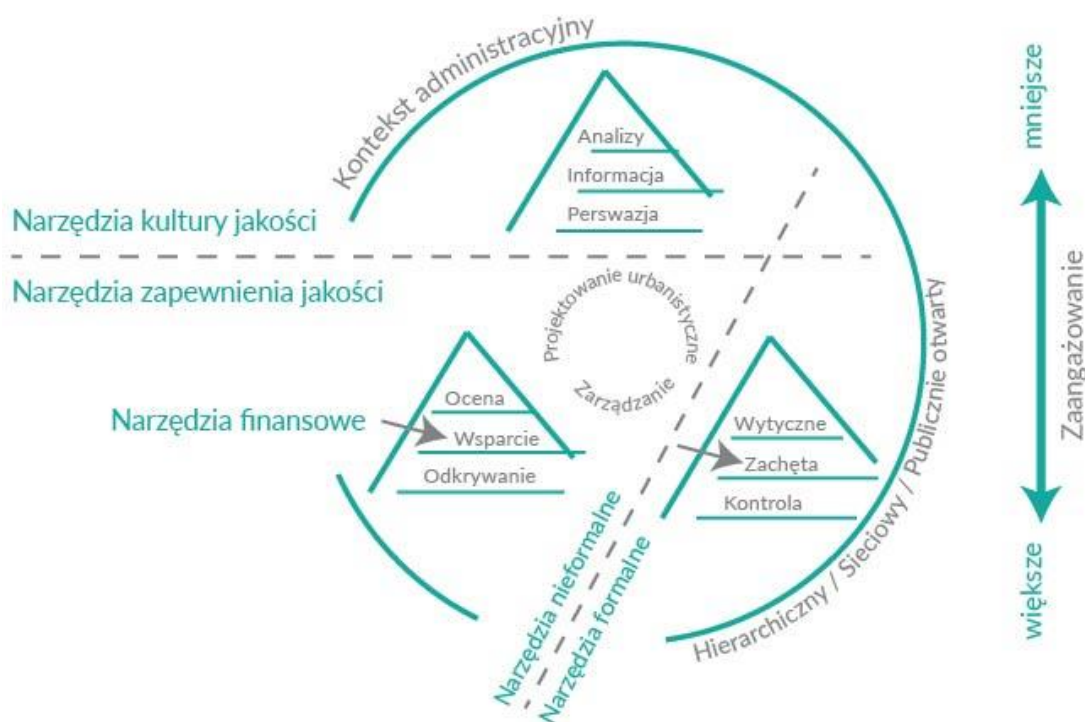 Kontekst administracyjny
mniejsze
Analizy
Informacja
Perswazja
Narzędzia kultury jakości
Narzędzia zapewnienia jakości
Projektowanie urbanistyczne
Zarządzanie
Zaangażowanie
Ocena
Narzędzia finansowe
Wsparcie
Odkrywanie
Wytyczne
Zachęta
Kontrola
Hierarchiczny / Sieciowy / Publicznie otwarty
Narzędzia nieformalne
Narzędzia formalne
większe